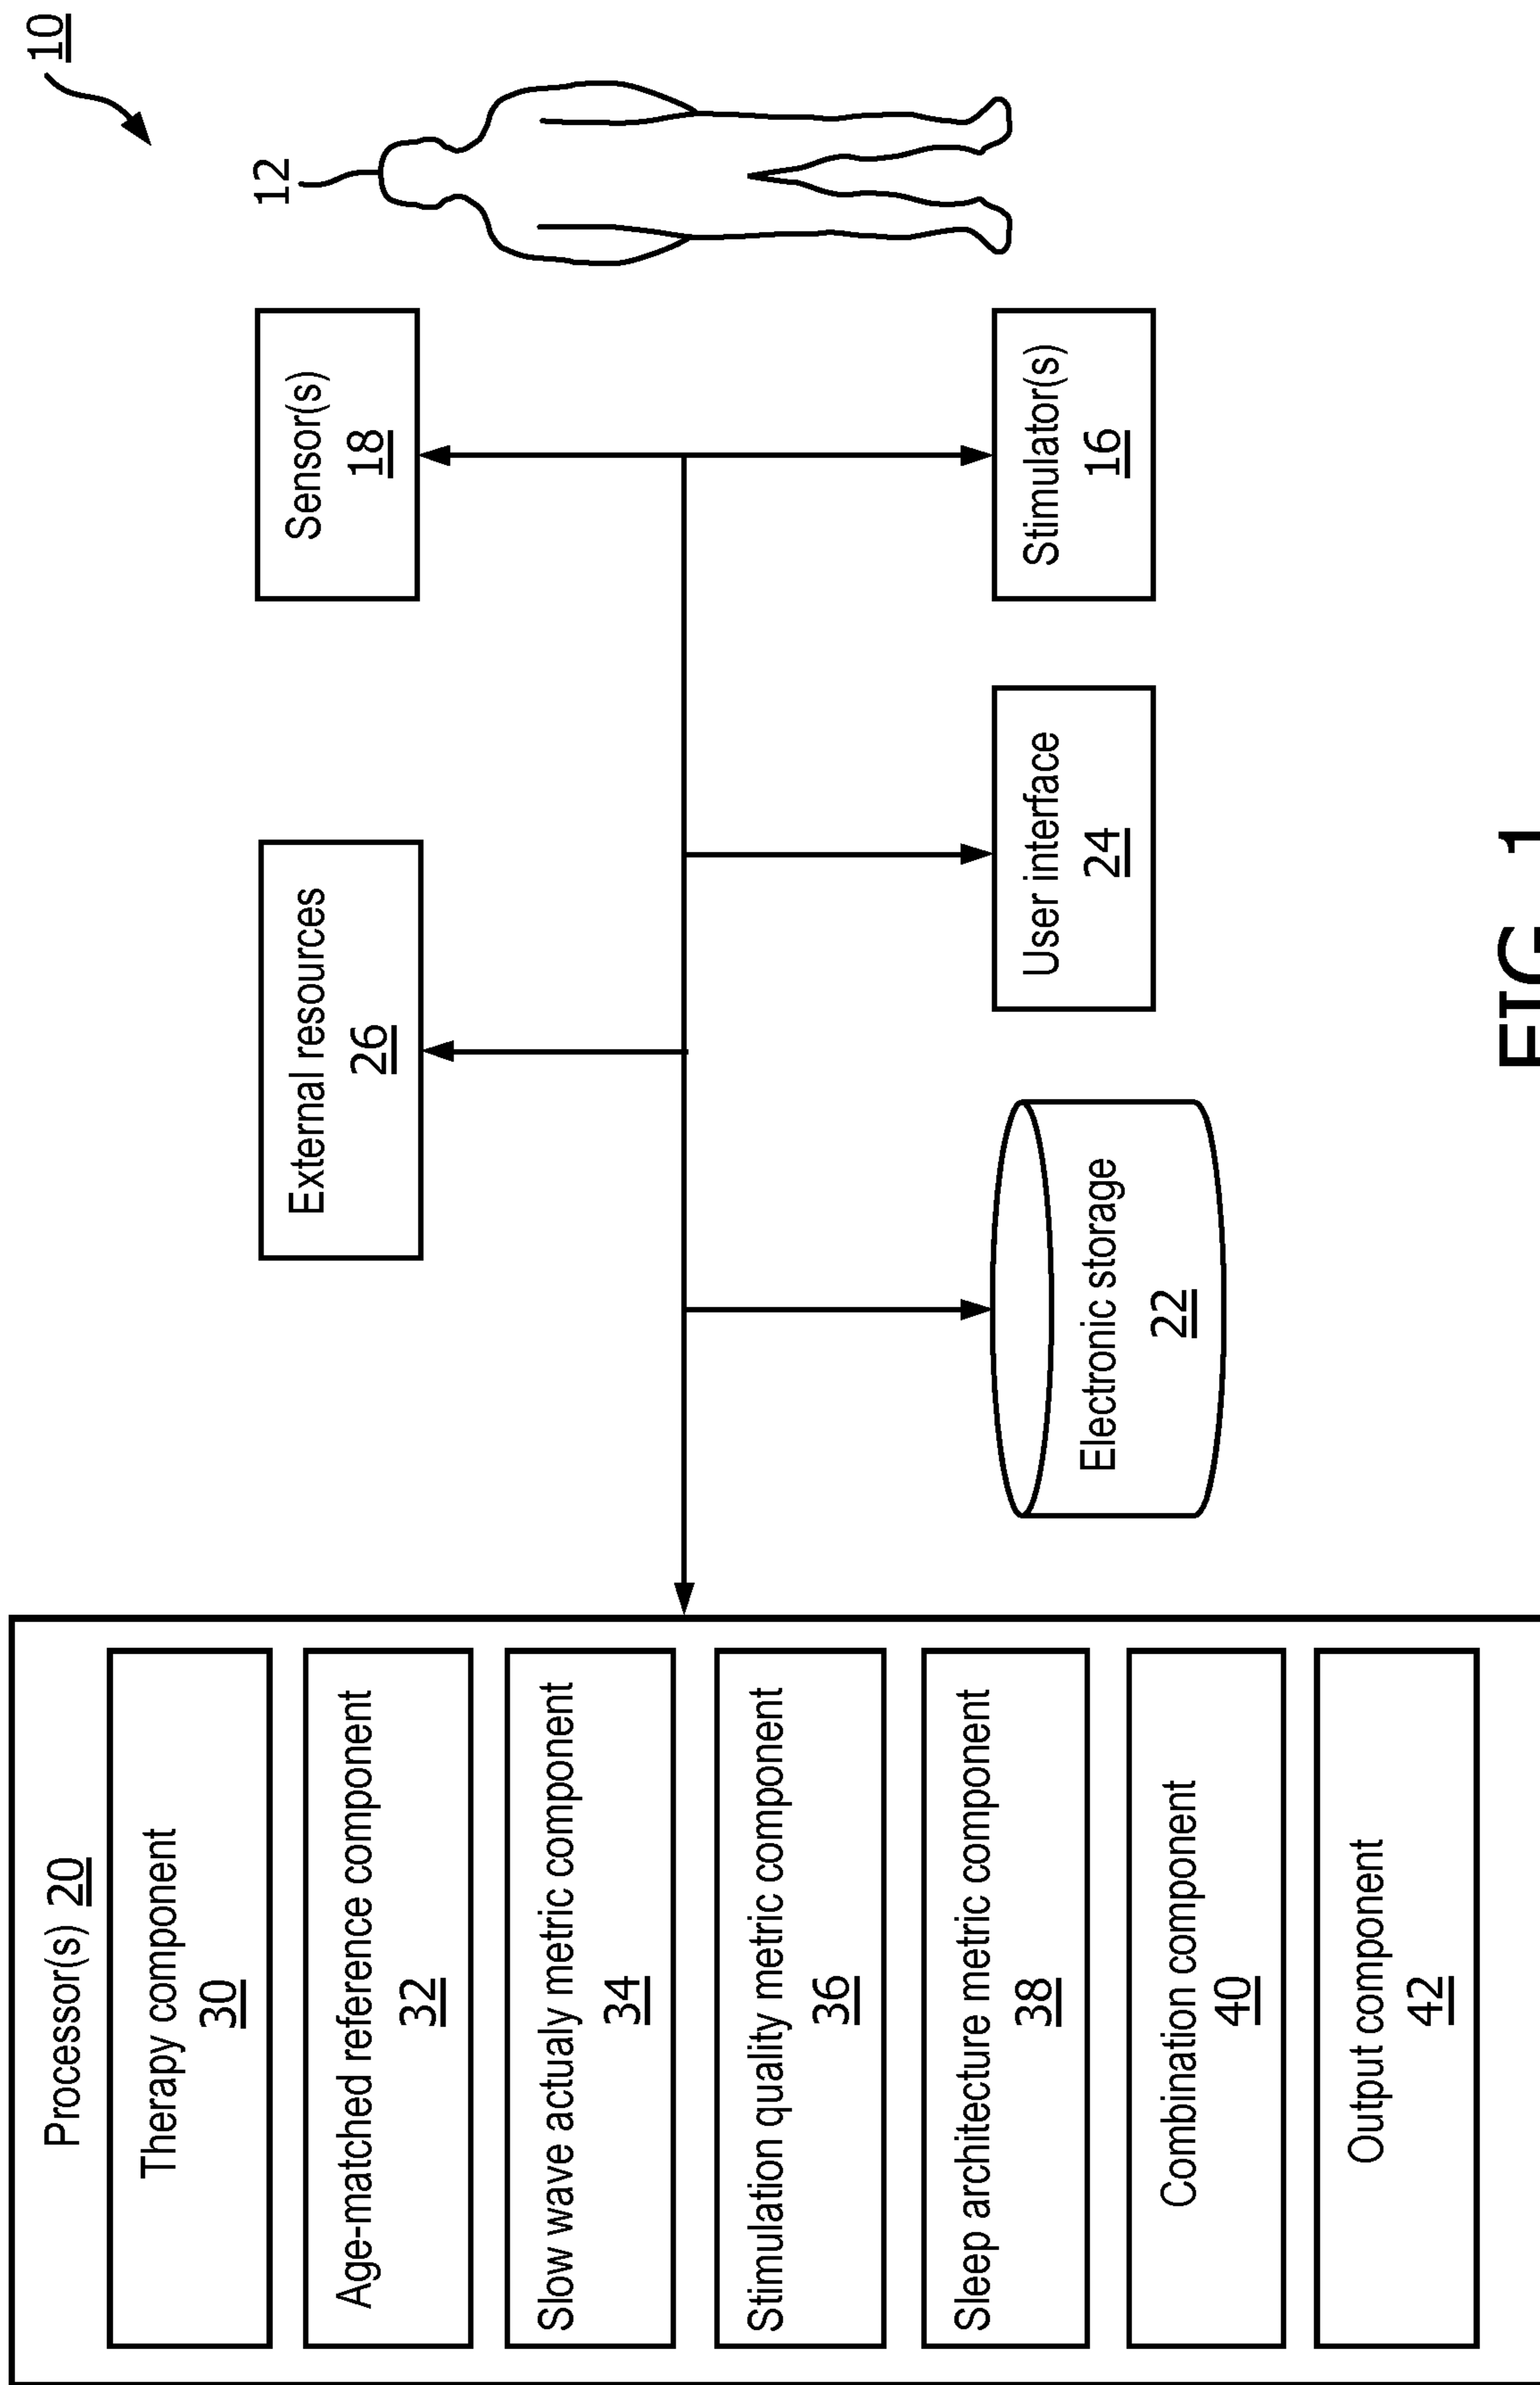 10
12
Processor(s) 20
Therapy component
30
Age-matched reference component
32
Slow wave actualy metric component
34
Stimulation quality metric component
36
Sleep architecture metric component
38
Combination component
40
Output component
42
External resources
26
Sensor(s)
18
Electronic storage
22
User interface
24
Stimulator(s)
16
FIG. 1